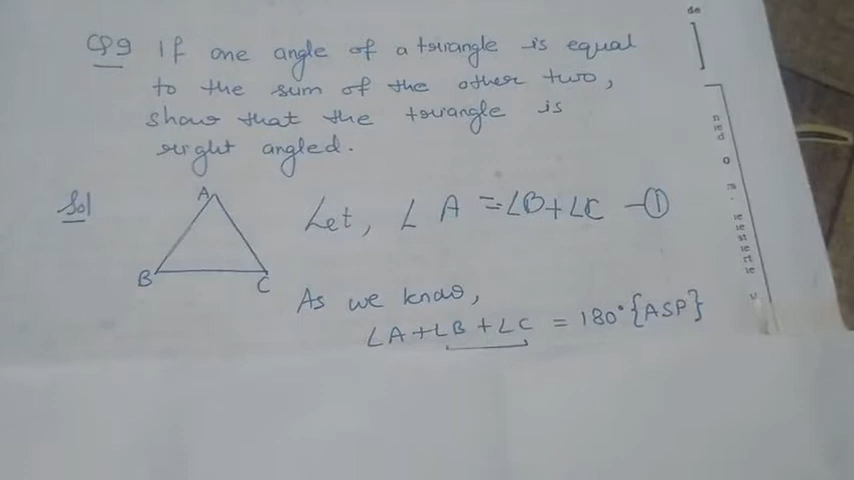 Q9 If one angle of a triangle is equal
to the sum of the other two,
show that the triangle is
right angled.
Sol
A
B
C
Let, ∠A = ∠B + ∠C —①
As we know,
∠A + ∠B + ∠C = 180° {ASP}
de